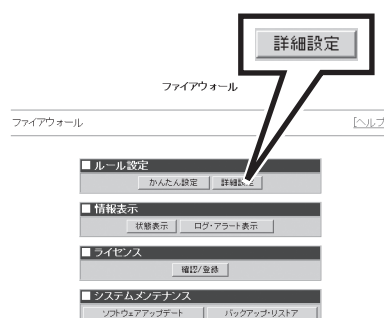 詳細設定
ファイアウォール
ファイアウォール [ヘルプ
■ ルール設定
かんたん設定 詳細設定
■ 情報表示
状態表示 ログ・アラート表示
■ ライセンス
確認/登録
■ システムメンテナンス
ソフトウェアアップデート バックアップ・リストア